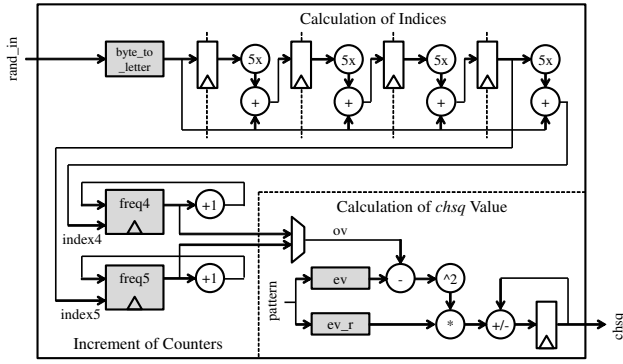 Calculation of Indices
rand_in
byte_to
_letter
5x
5x
5x
5x
+
+
+
+
freq4
+1
index4
freq5
+1
index5
Increment of Counters
Calculation of chsq Value
ov
pattern
ev
-
^2
ev_r
*
+/-
chsq